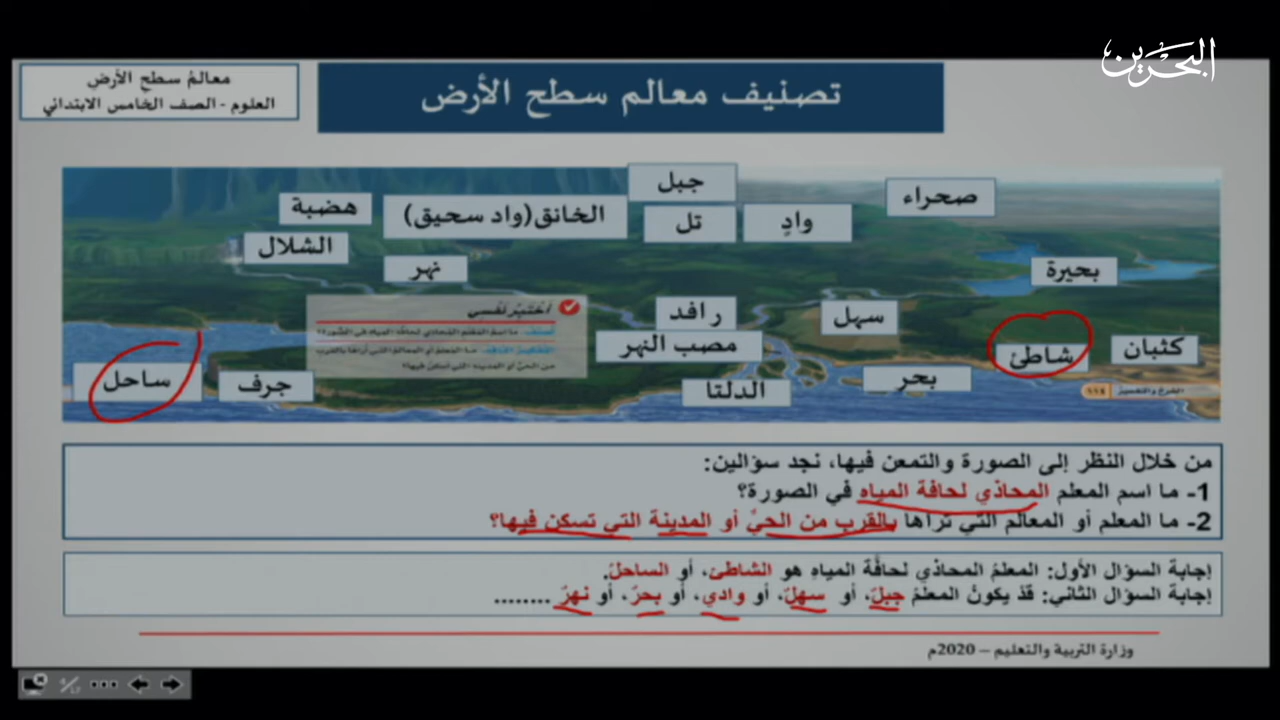 البحرين
معالمُ سطحِ الأرضِ
العلوم - الصف الخامس الابتدائي
تصنيف معالم سطح الأرض
جبل
صحراء
هضبة
الخانق(واد سحيق)
تل
وادٍ
الشلال
نهر
بحيرة
أختبر نفسي
رافد
سهل
مصب النهر
شاطئ
كثبان
ساحل
جرف
الدلتا
بحر
الشرح والتفسير ١١٤
من خلال النظر إلى الصورة والتمعن فيها، نجد سؤالين:
1- ما اسم المعلم المحاذي لحافة المياه في الصورة؟
2- ما المعلم أو المعالم التي تراها بالقرب من الحيِّ أو المدينة التي تسكن فيها؟
إجابة السؤال الأول: المعلمُ المحاذي لحافَّة المياهِ هو الشاطئ، أو الساحلُ.
إجابة السؤال الثاني: قدْ يكونُ المعلمُ جبلٌ، أو سهلٌ، أو وادي، أو بحرٌ، أو نهرٌ ........
وزارة التربية والتعليم – 2020م